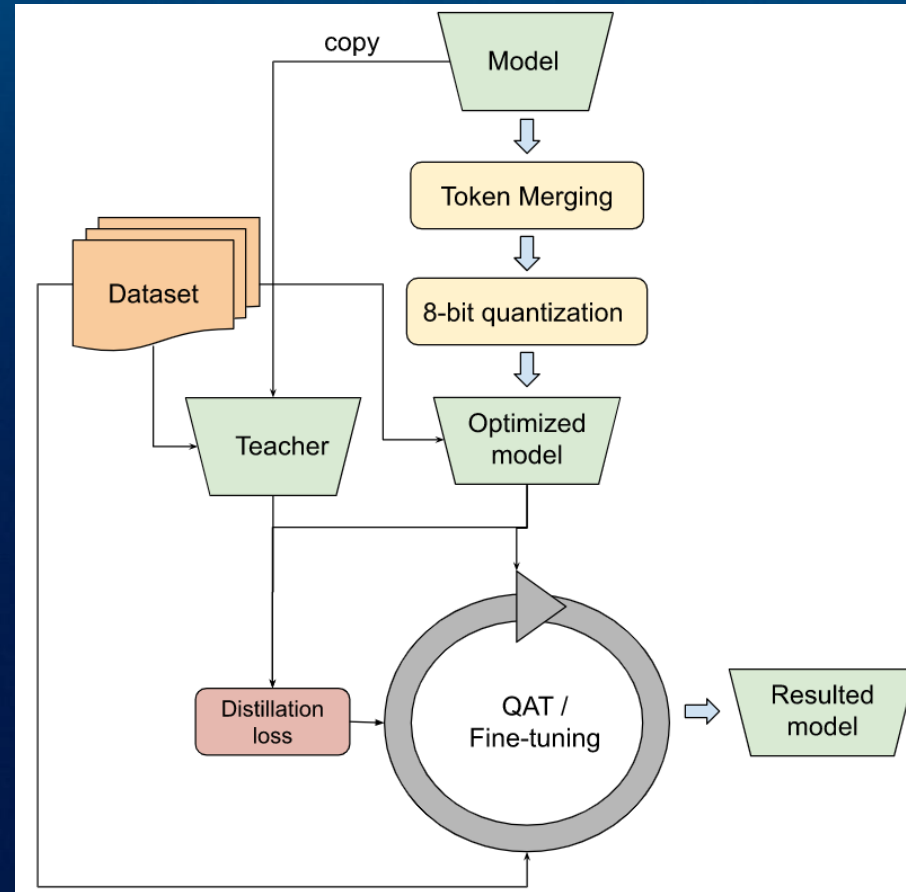 copy
Model
Token Merging
Dataset
8-bit quantization
Teacher
Optimized
model
Distillation
loss
QAT /
Fine-tuning
Resulted
model